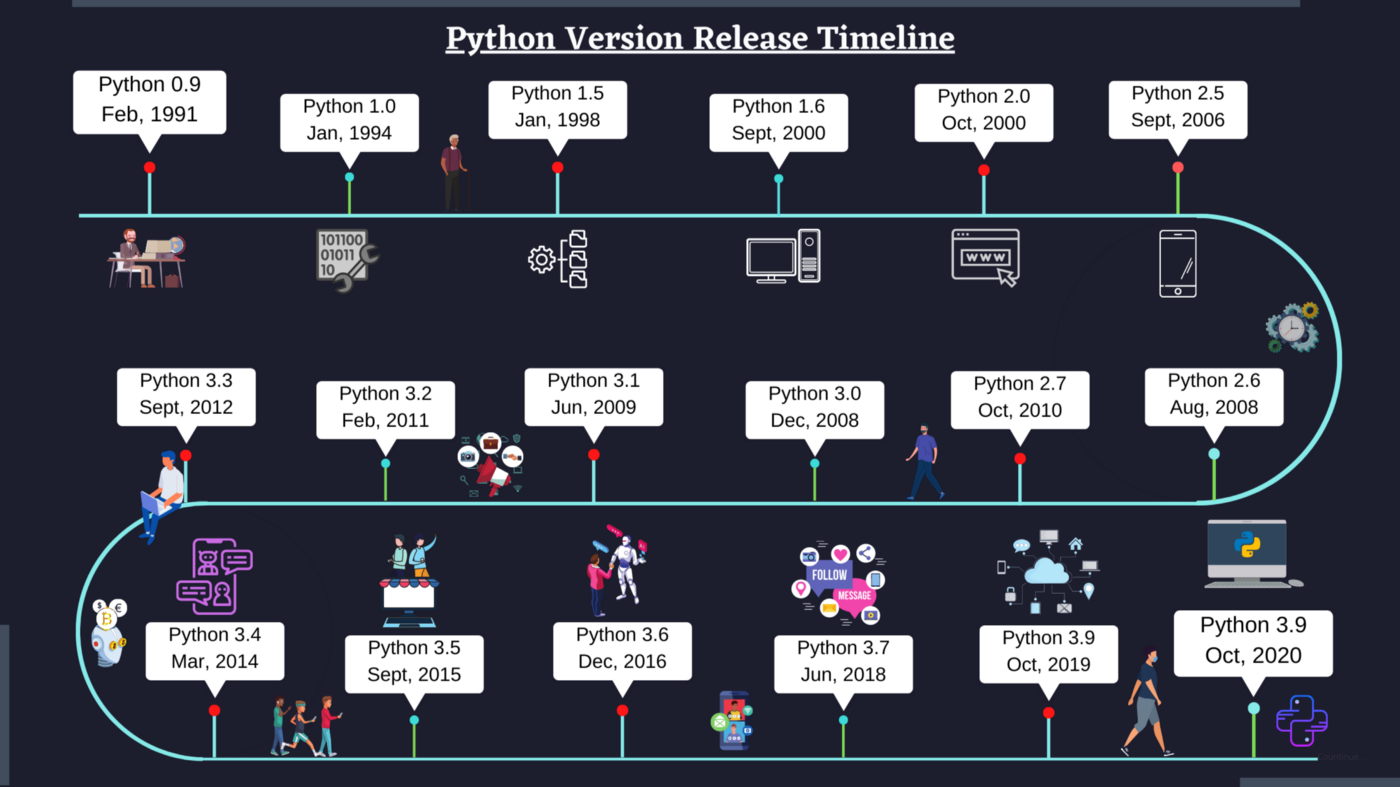 Python Version Release Timeline
Python 0.9
Feb, 1991
Python 1.0
Jan, 1994
Python 1.5
Jan, 1998
Python 1.6
Sept, 2000
Python 2.0
Oct, 2000
Python 2.5
Sept, 2006
101100
01011
10
WWW
Python 3.3
Sept, 2012
Python 3.2
Feb, 2011
Python 3.1
Jun, 2009
Python 3.0
Dec, 2008
Python 2.7
Oct, 2010
Python 2.6
Aug, 2008
FOLLOW
MESSAGE
$
€
B
Python 3.4
Mar, 2014
Python 3.5
Sept, 2015
Python 3.6
Dec, 2016
Python 3.7
Jun, 2018
Python 3.9
Oct, 2019
Python 3.9
Oct, 2020